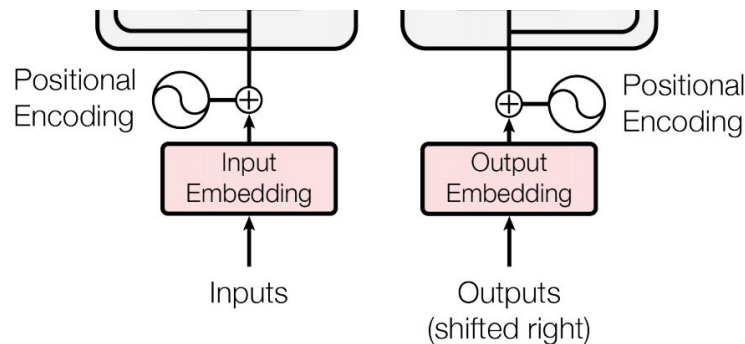 Positional
Encoding
Input
Embedding
Inputs
Output
Embedding
Outputs
(shifted right)
Positional
Encoding